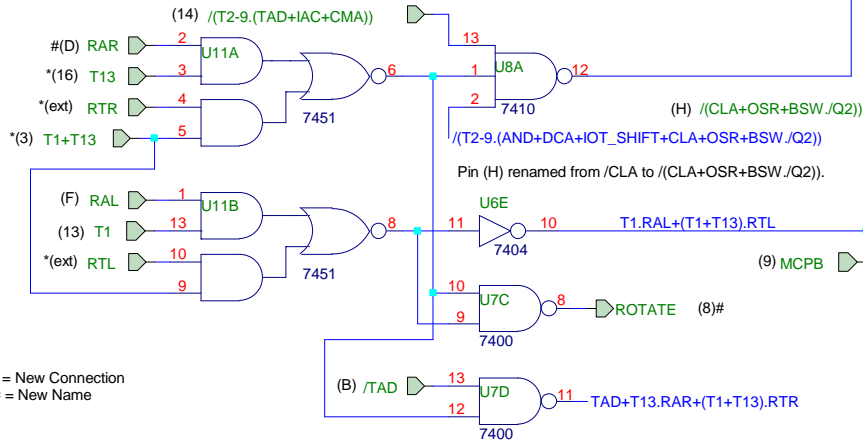 (14) /(T2-9.(TAD+IAC+CMA))
#(D) RAR 2 U11A 13 U8A
*(16) T13 3 6 1 12
*(ext) RTR 4 2 7410 (H) /(CLA+OSR+BSW./Q2))
*(3) T1+T13 5 7451 /(T2-9.(AND+DCA+IOT_SHIFT+CLA+OSR+BSW./Q2))
Pin (H) renamed from /CLA to /(CLA+OSR+BSW./Q2)).
(F) RAL 1 U11B U6E
(13) T1 13 8 11 10 T1.RAL+(T1+T13).RTL
*(ext) RTL 10 7451 7404 (9) MCPB
9 10 U7C
9 8 ROTATE (8)#
7400
= New Connection
= New Name
(B) /TAD 13 U7D
12 11 TAD+T13.RAR+(T1+T13).RTR
7400